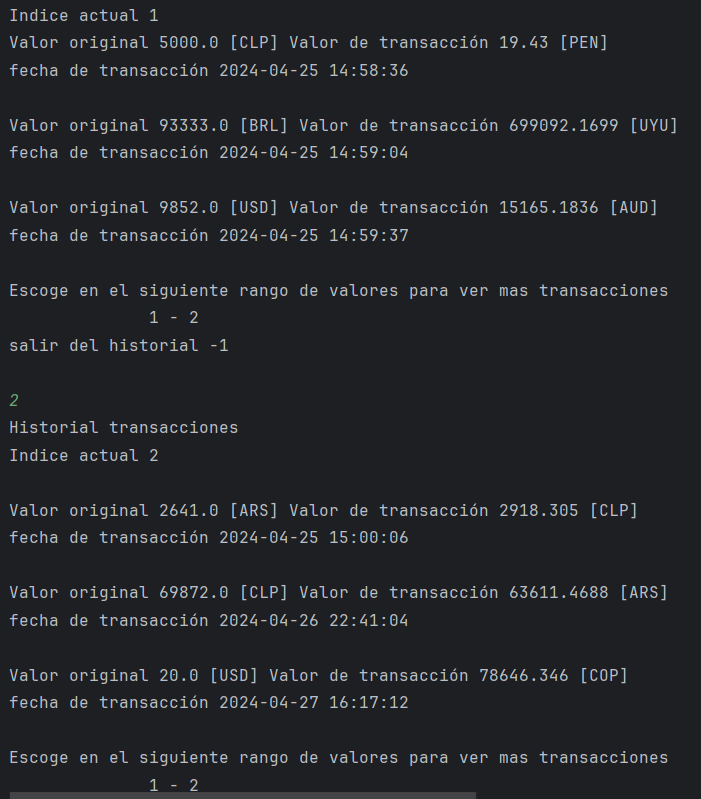 Indice actual 1
Valor original 5000.0 [CLP] Valor de transacción 19.43 [PEN]
fecha de transacción 2024-04-25 14:58:36
Valor original 93333.0 [BRL] Valor de transacción 699092.1699 [UYU]
fecha de transacción 2024-04-25 14:59:04
Valor original 9852.0 [USD] Valor de transacción 15165.1836 [AUD]
fecha de transacción 2024-04-25 14:59:37
Escoge en el siguiente rango de valores para ver mas transacciones
1 - 2
salir del historial -1
2
Historial transacciones
Indice actual 2
Valor original 2641.0 [ARS] Valor de transacción 2918.305 [CLP]
fecha de transacción 2024-04-25 15:00:06
Valor original 69872.0 [CLP] Valor de transacción 63611.4688 [ARS]
fecha de transacción 2024-04-26 22:41:04
Valor original 20.0 [USD] Valor de transacción 78646.346 [COP]
fecha de transacción 2024-04-27 16:17:12
Escoge en el siguiente rango de valores para ver mas transacciones
1 - 2